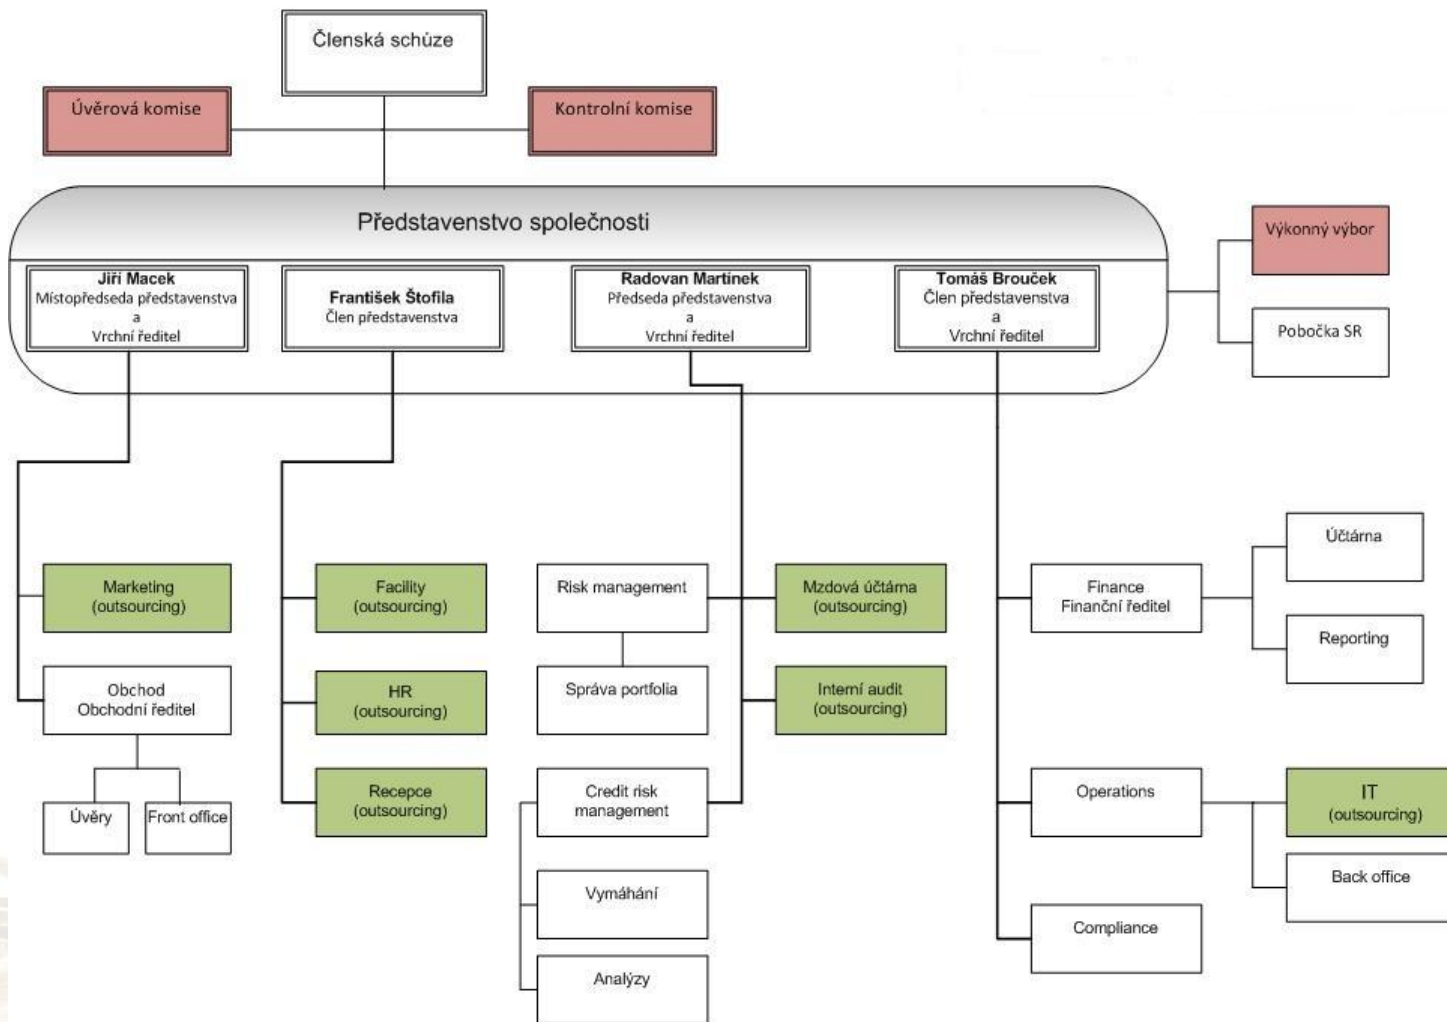 Členská schůze
Úvěrová komise
Kontrolní komise
Představenstvo společnosti
Výkonný výbor
Pobočka SR
Jiří Macek
Místopředseda představenstva
a
Vrchní ředitel
František Štofila
Člen představenstva
Radovan Martínek
Předseda představenstva
a
Vrchní ředitel
Tomáš Brouček
Člen představenstva
a
Vrchní ředitel
Marketing
(outsourcing)
Obchod
Obchodní ředitel
Úvěry
Front office
Facility
(outsourcing)
HR
(outsourcing)
Recepce
(outsourcing)
Risk management
Správa portfolia
Credit risk
management
Vymáhání
Analýzy
Mzdová účtárna
(outsourcing)
Interní audit
(outsourcing)
Finance
Finanční ředitel
Účtárna
Reporting
Operations
IT
(outsourcing)
Back office
Compliance